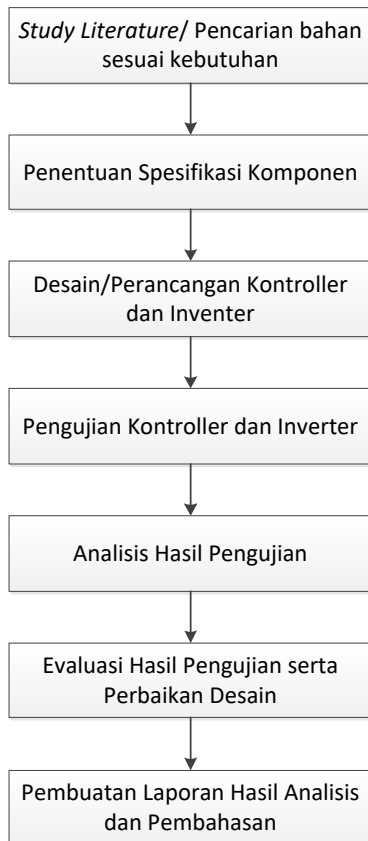 Study Literature/ Pencarian bahan
sesuai kebutuhan
Penentuan Spesifikasi Komponen
Desain/Perancangan Kontroller
dan Inventer
Pengujian Kontroller dan Inverter
Analisis Hasil Pengujian
Evaluasi Hasil Pengujian serta
Perbaikan Desain
Pembuatan Laporan Hasil Analisis
dan Pembahasan